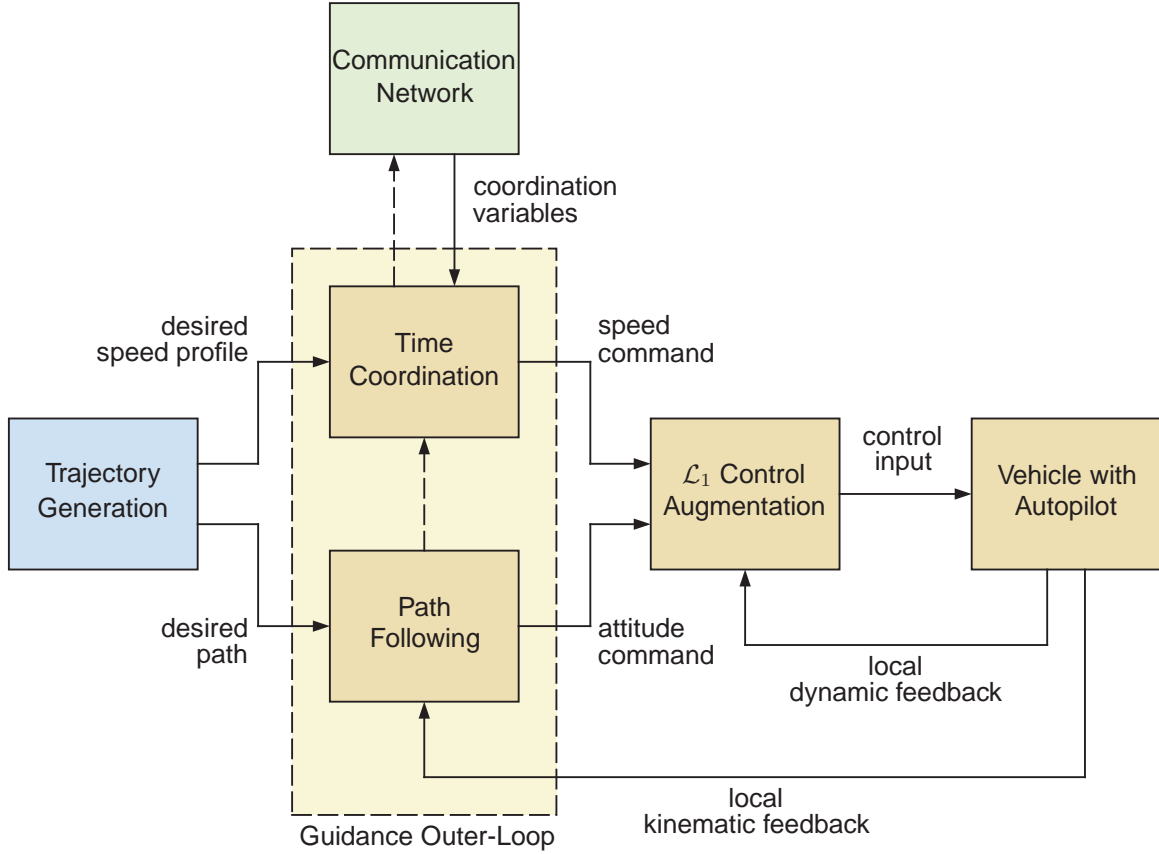 Communication
Network
coordination
variables
desired
speed profile
Time
Coordination
speed
command
Trajectory
Generation
ℒ₁ Control
Augmentation
control
input
Vehicle with
Autopilot
desired
path
Path
Following
attitude
command
local
dynamic feedback
local
kinematic feedback
Guidance Outer-Loop